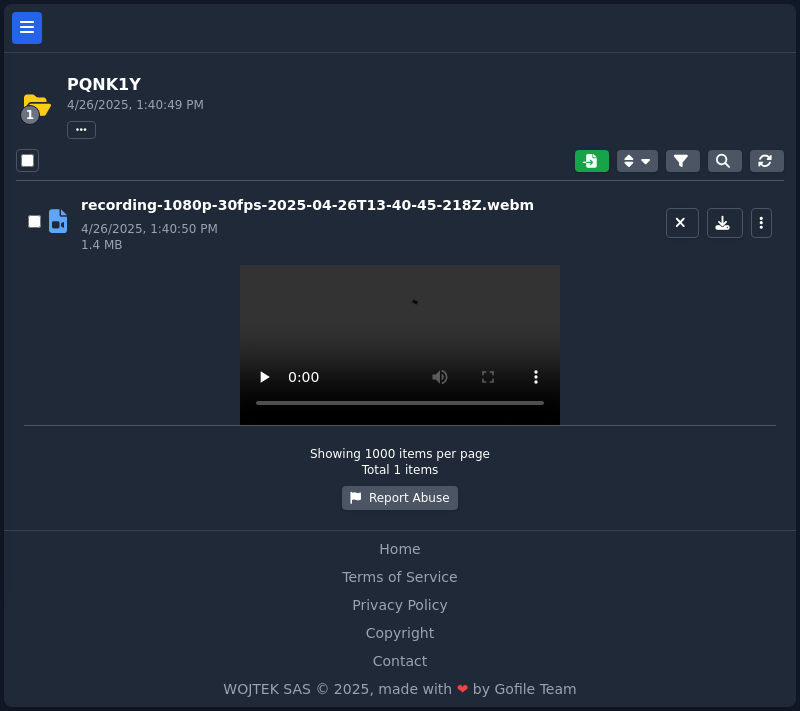 PQNK1Y
4/26/2025, 1:40:49 PM
1
recording-1080p-30fps-2025-04-26T13-40-45-218Z.webm
4/26/2025, 1:40:50 PM
1.4 MB
0:00
Showing 1000 items per page
Total 1 items
Report Abuse
Home
Terms of Service
Privacy Policy
Copyright
Contact
WOJTEK SAS © 2025, made with ❤ by Gofile Team